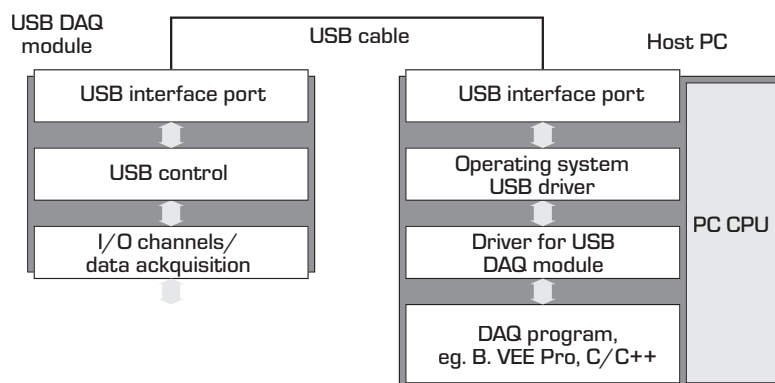 USB DAQ
module
USB cable
Host PC
USB interface port
USB control
I/O channels/
data ackquisition
USB interface port
Operating system
USB driver
Driver for USB
DAQ module
DAQ program,
eg. B. VEE Pro, C/C++
PC CPU